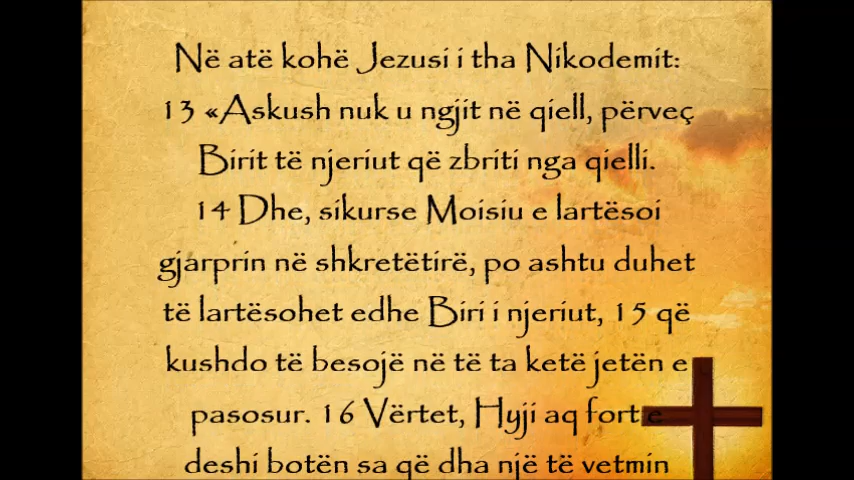 Në atë kohë Jezusi i tha Nikodemit:
13 «Askush nuk u ngjit në qiell, përveç
Birit të njeriut që zbriti nga qielli.
14 Dhe, sikurse Moisiu e lartësoi
gjarprin në shkretëtirë, po ashtu duhet
të lartësohet edhe Biri i njeriut, 15 që
kushdo të besojë në të ta ketë jetën e
pasosur. 16 Vërtet, Hyji aq fort e
deshi botën sa që dha një të vetmin